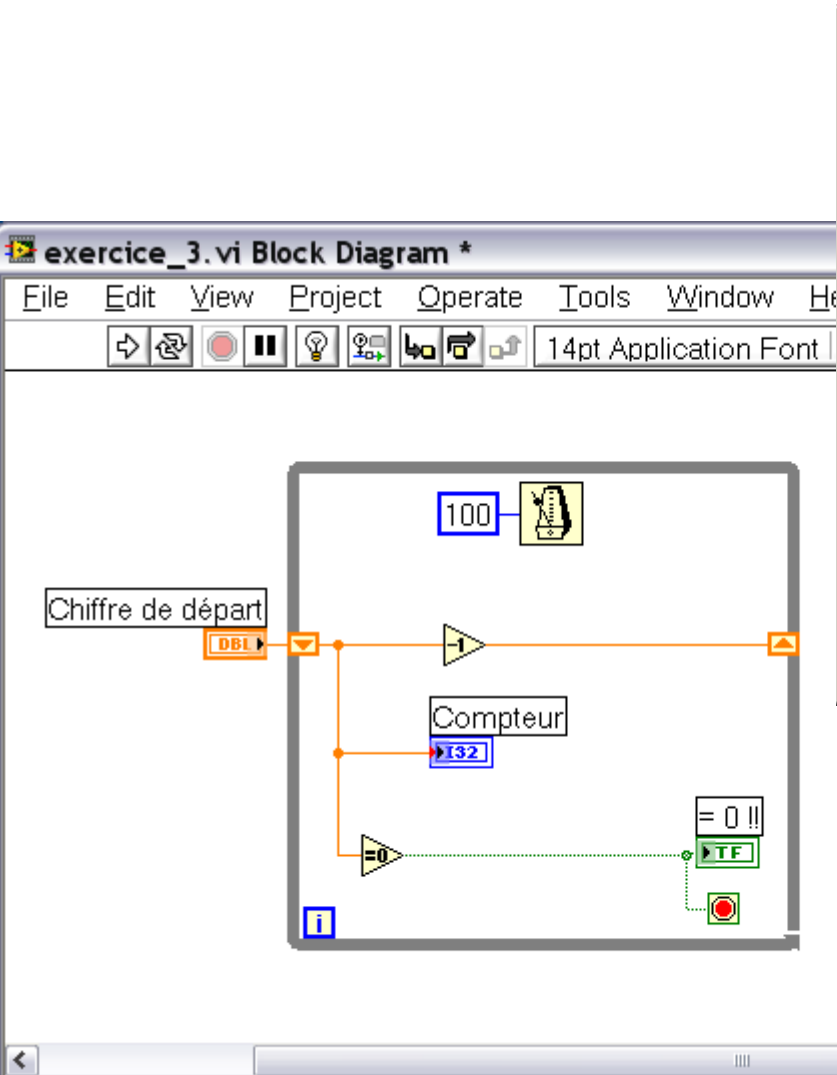 exercice_3.vi Block Diagram *
File Edit View Project Operate Tools Window
14pt Application Font
100
Chiffre de départ
DBL
-1
Compteur
I32
= 0 !!
=0
TF
i